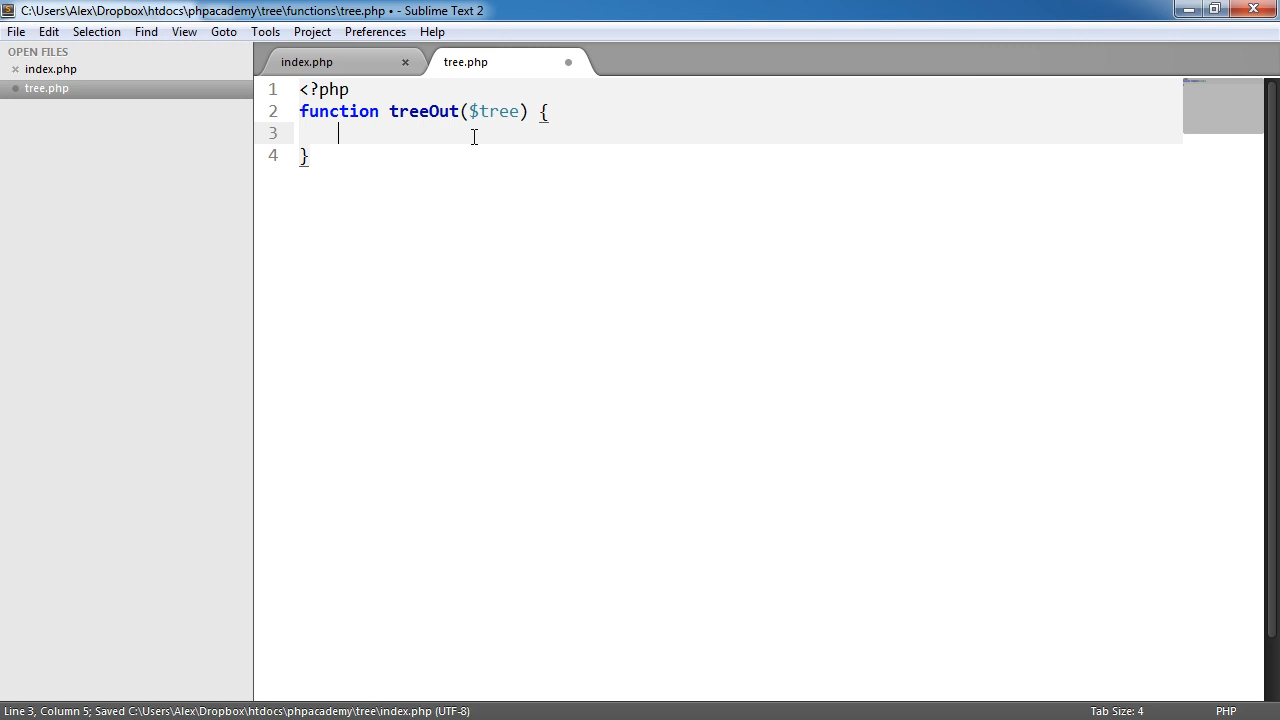 C:\Users\Alex\Dropbox\htdocs\phpacademy\tree\functions\tree.php • - Sublime Text 2
File Edit Selection Find View Goto Tools Project Preferences Help
OPEN FILES
index.php
tree.php
index.php
tree.php
1 <?php
2 function treeOut($tree) {
3
4 }
Line 3, Column 5; Saved C:\Users\Alex\Dropbox\htdocs\phpacademy\tree\index.php (UTF-8)
Tab Size: 4
PHP